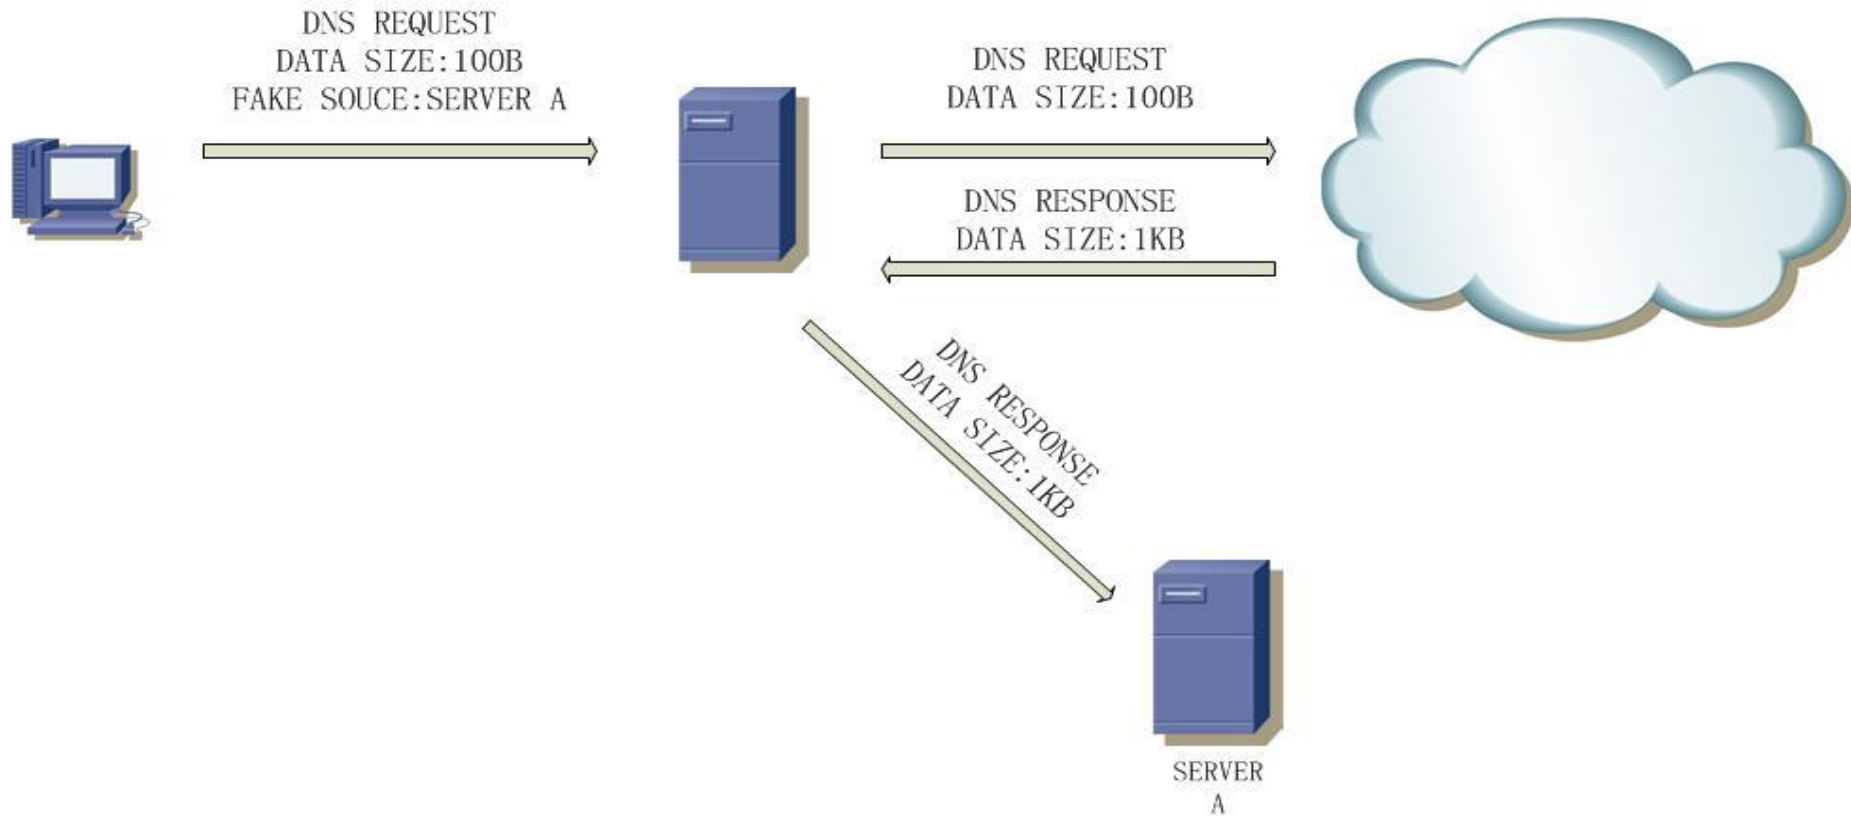 DNS REQUEST
DATA SIZE:100B
FAKE SOUCE:SERVER A
DNS REQUEST
DATA SIZE:100B
DNS RESPONSE
DATA SIZE:1KB
DNS RESPONSE
DATA SIZE:1KB
SERVER
A